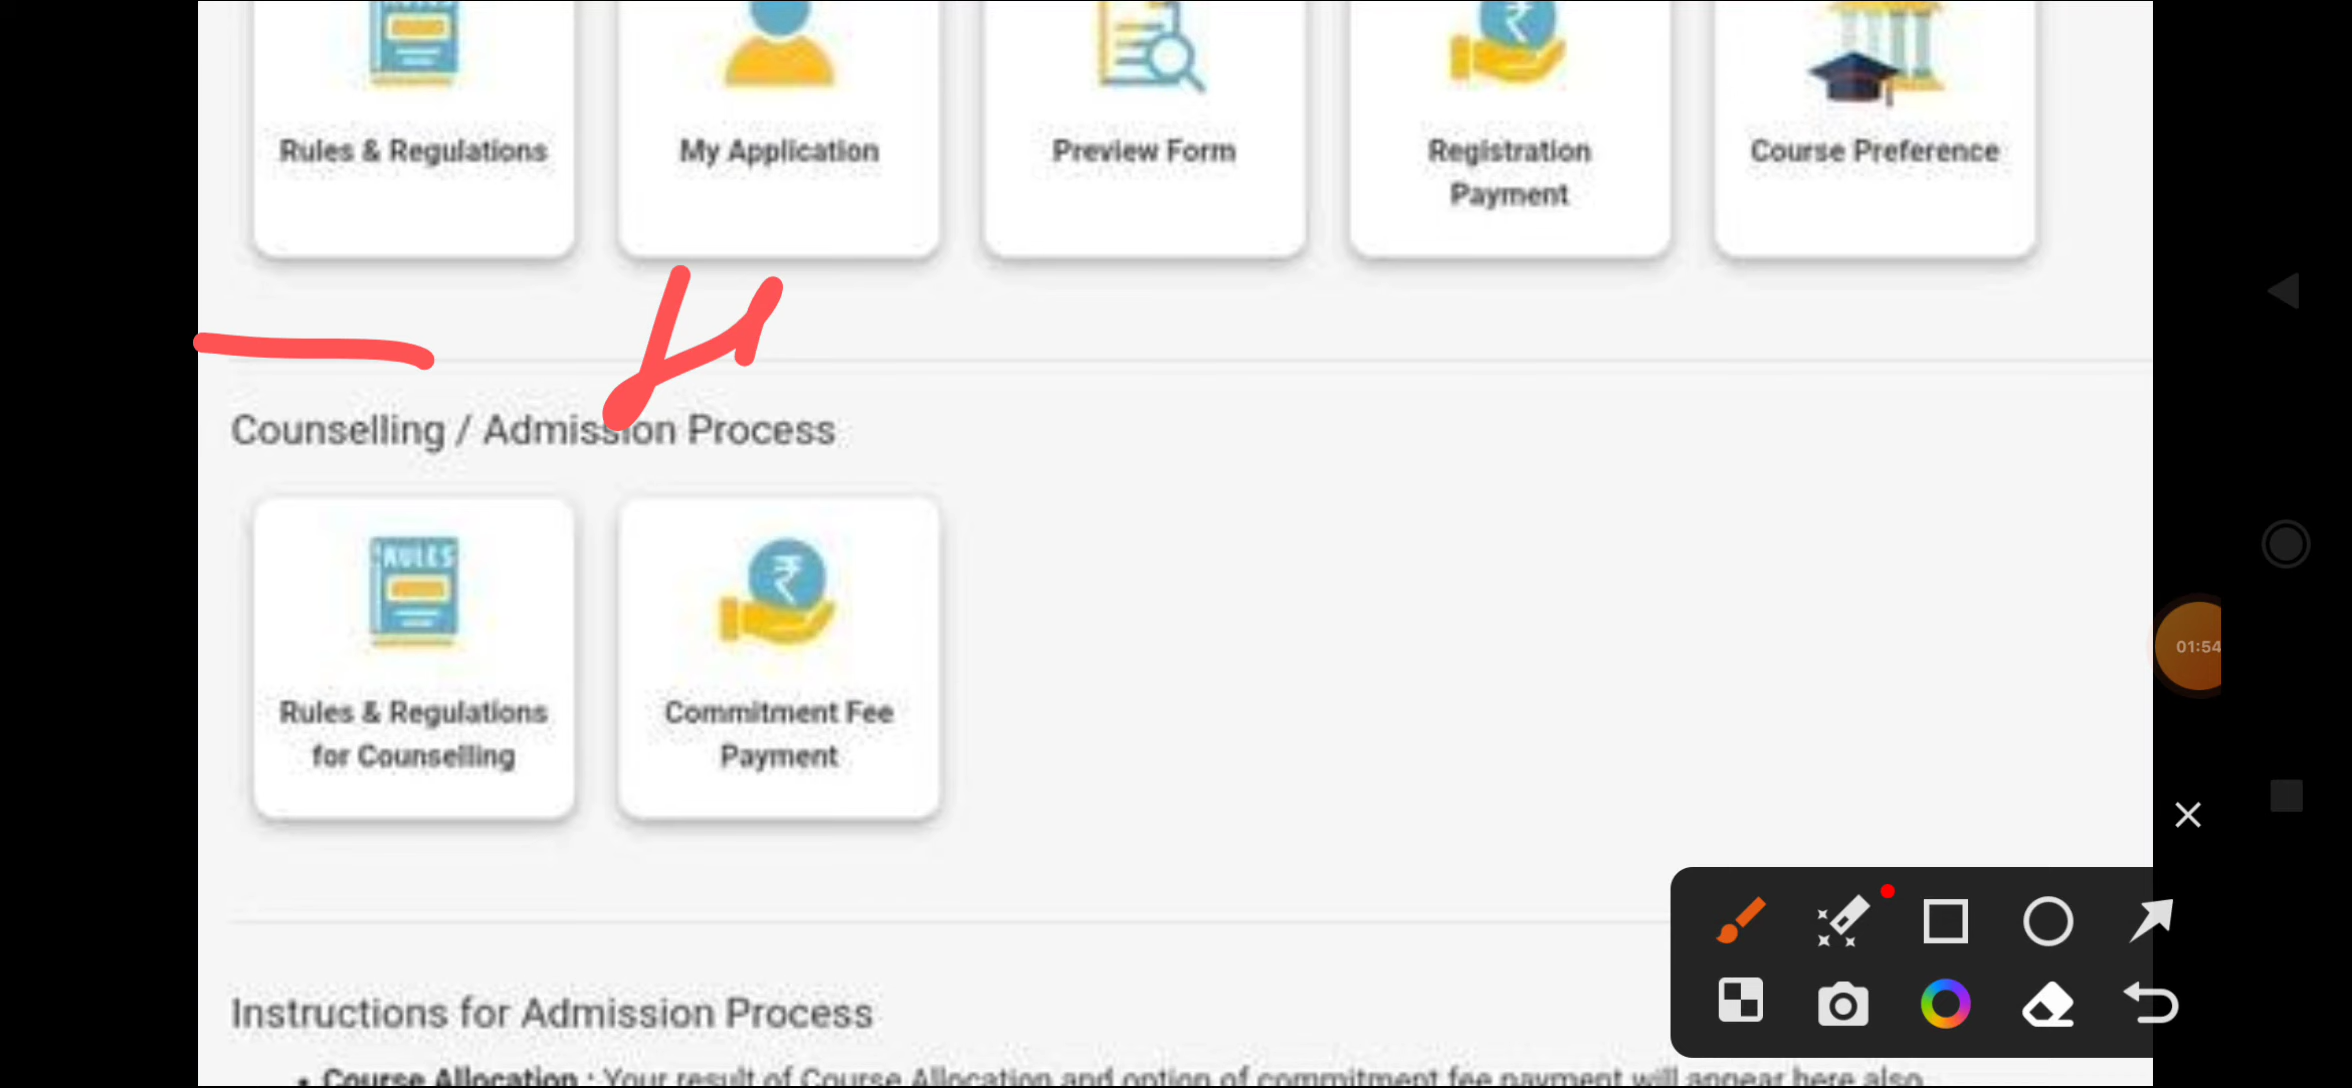 Rules & Regulations
My Application
Preview Form
Registration
Payment
Course Preference
Counselling / Admission Process
RULES
Rules & Regulations
for Counselling
₹
Commitment Fee
Payment
01:54
Instructions for Admission Process
• Course Allocation : Your result of Course Allocation and option of commitment fee payment will appear here also